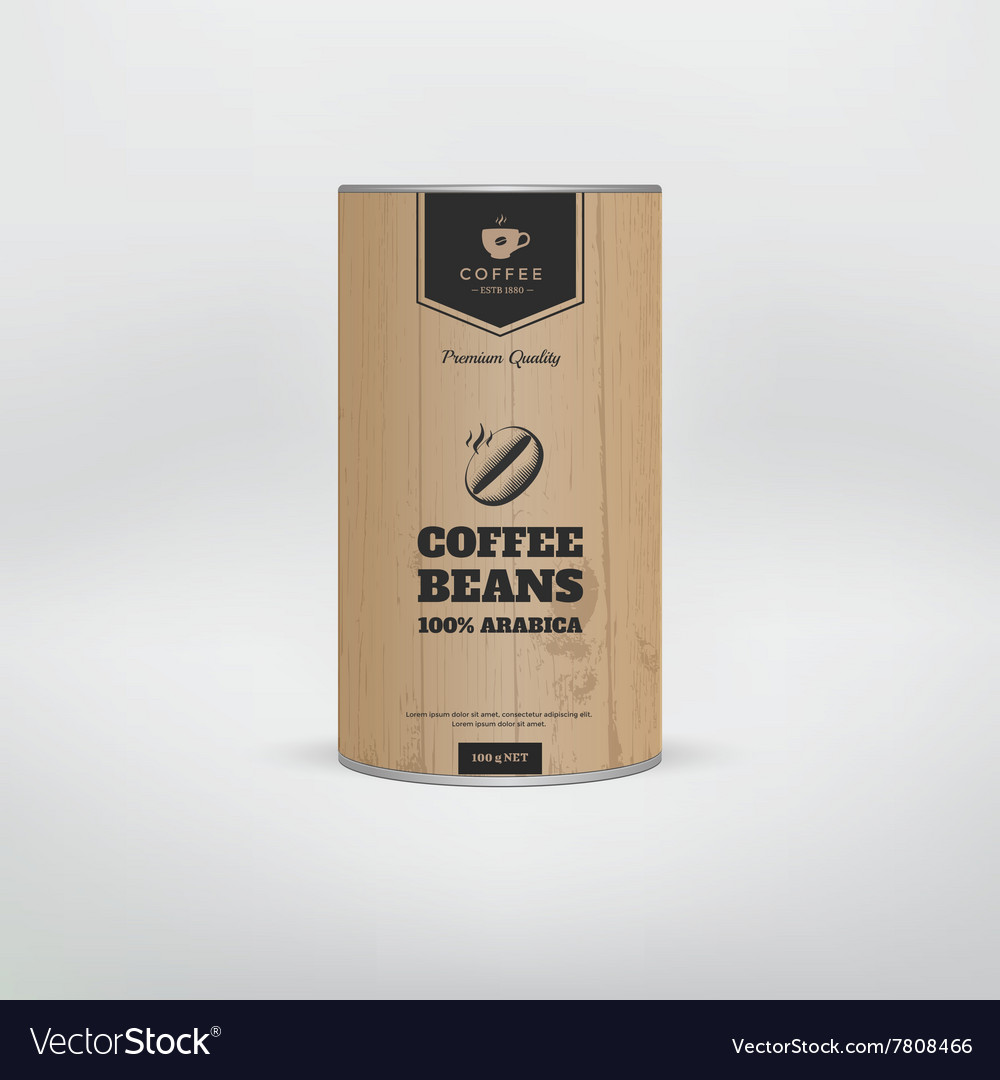 COFFEE
— ESTB 1880 —
Premium Quality
COFFEE
BEANS
100% ARABICA
Lorem ipsum dolor sit amet, consectetur adipiscing elit.
Lorem ipsum dolor sit amet.
100 g NET
VectorStock®
VectorStock.com/7808466